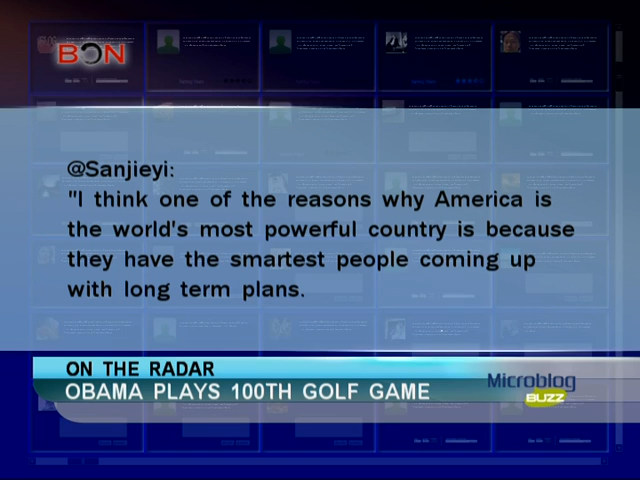 BON
@Sanjieyi:
"I think one of the reasons why America is
the world's most powerful country is because
they have the smartest people coming up
with long term plans.
ON THE RADAR
OBAMA PLAYS 100TH GOLF GAME
Microblog
BUZZ